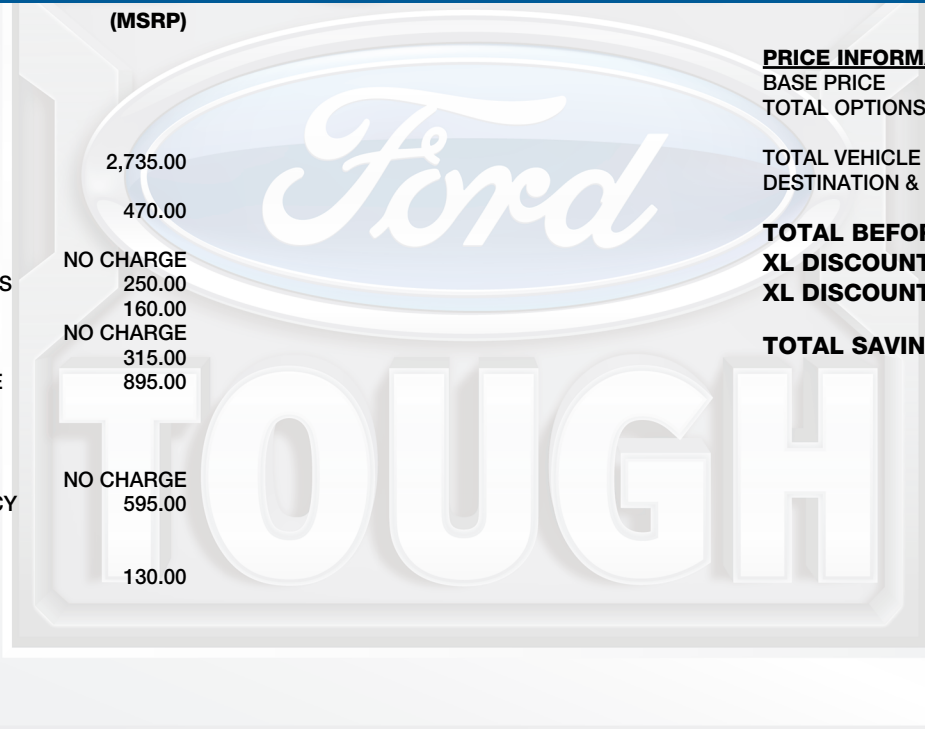 (MSRP)
2,735.00
470.00
NO CHARGE
S 250.00
160.00
NO CHARGE
315.00
E 895.00
NO CHARGE
CY 595.00
130.00
PRICE INFORMA
BASE PRICE
TOTAL OPTIONS
TOTAL VEHICLE
DESTINATION &
TOTAL BEFOR
XL DISCOUNT
XL DISCOUNT
TOTAL SAVIN
Ford
TOUGH